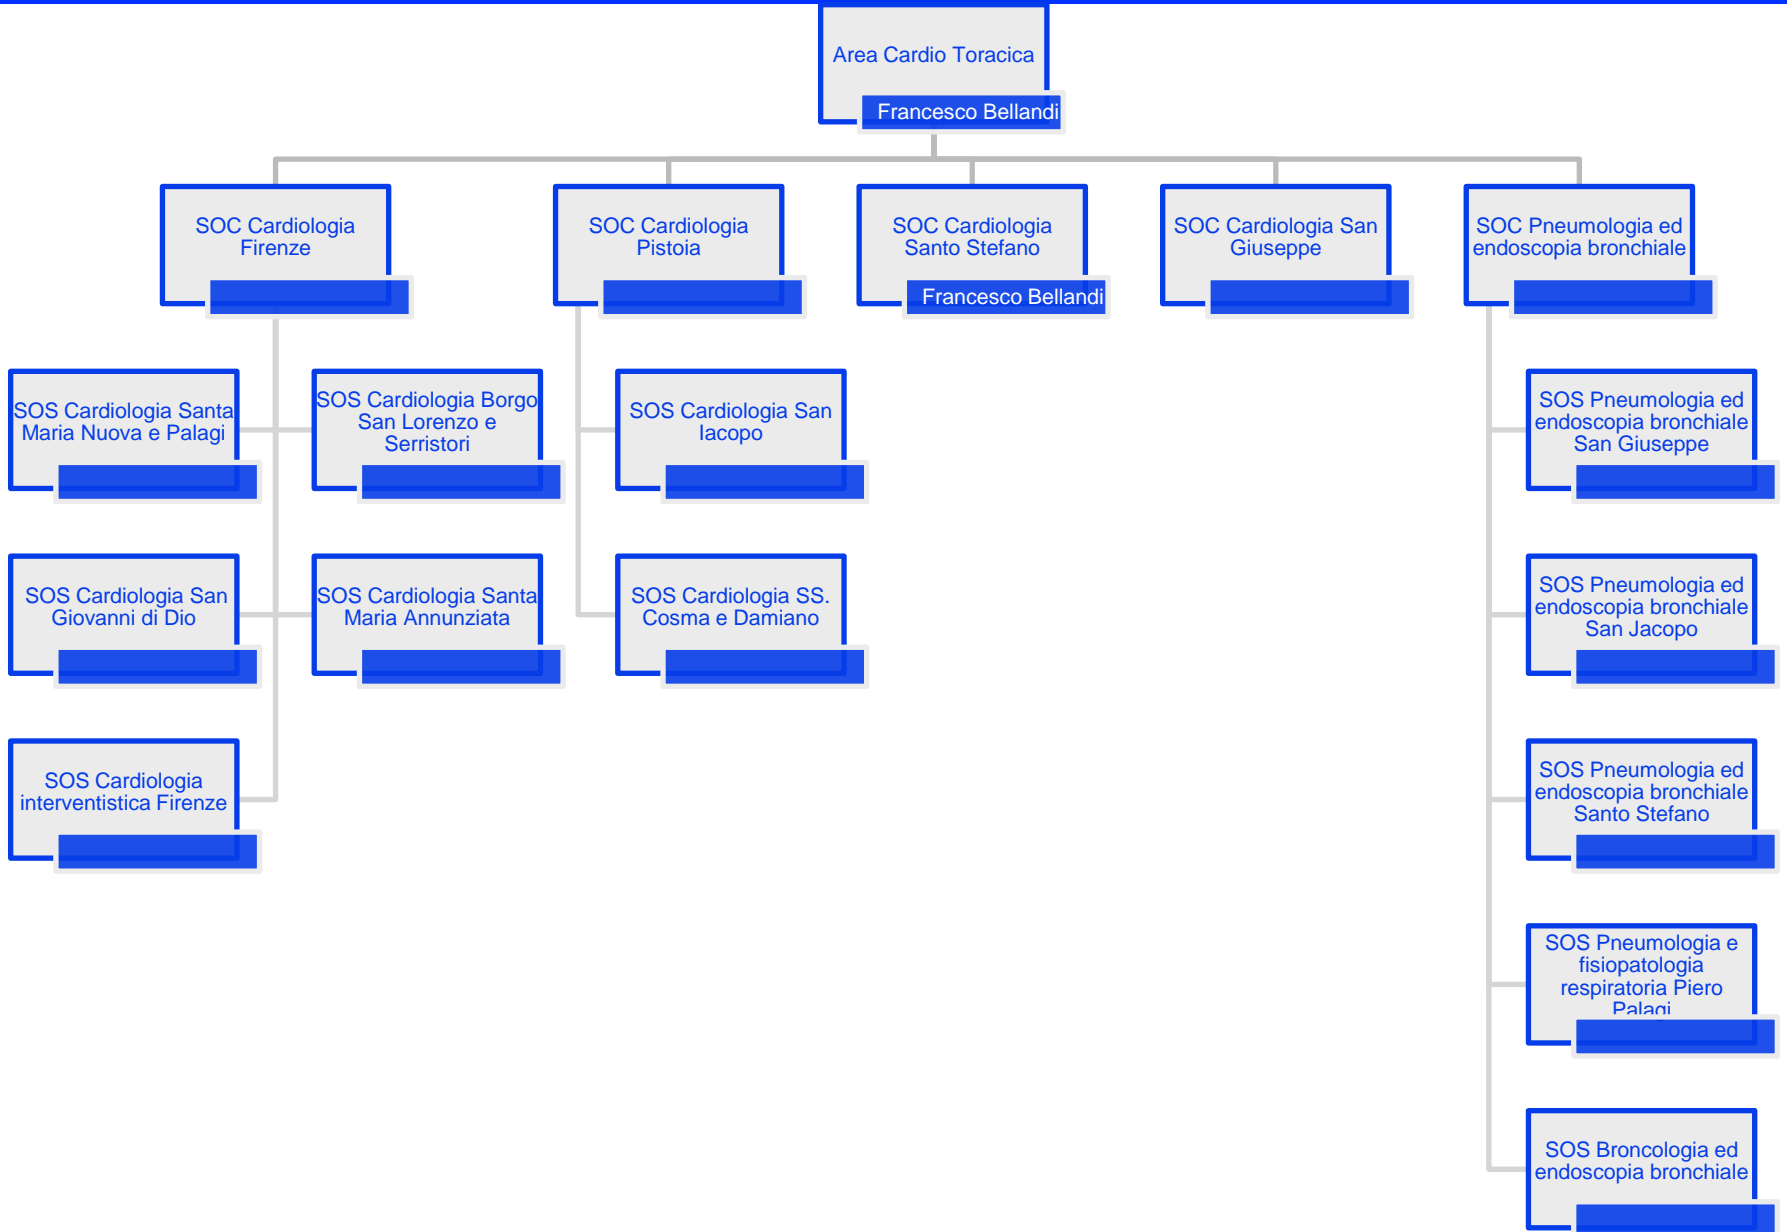 Area Cardio Toracica
Francesco Bellandi
SOC Cardiologia
Firenze
SOC Cardiologia
Pistoia
SOC Cardiologia
Santo Stefano
Francesco Bellandi
SOC Cardiologia San
Giuseppe
SOC Pneumologia ed
endoscopia bronchiale
SOS Cardiologia Santa
Maria Nuova e Palagi
SOS Cardiologia Borgo
San Lorenzo e
Serristori
SOS Cardiologia San
Iacopo
SOS Pneumologia ed
endoscopia bronchiale
San Giuseppe
SOS Cardiologia San
Giovanni di Dio
SOS Cardiologia Santa
Maria Annunziata
SOS Cardiologia SS.
Cosma e Damiano
SOS Pneumologia ed
endoscopia bronchiale
San Jacopo
SOS Cardiologia
interventistica Firenze
SOS Pneumologia ed
endoscopia bronchiale
Santo Stefano
SOS Pneumologia e
fisiopatologia
respiratoria Piero
Palagi
SOS Broncologia ed
endoscopia bronchiale